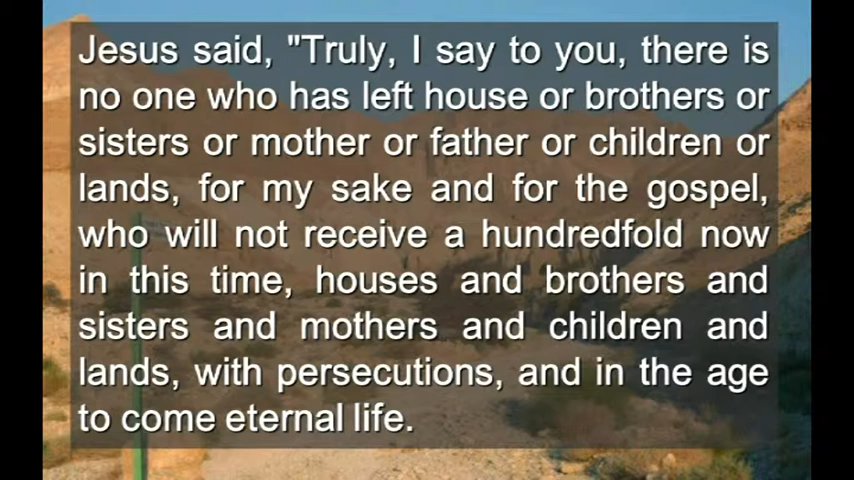 Jesus said, "Truly, I say to you, there is
no one who has left house or brothers or
sisters or mother or father or children or
lands, for my sake and for the gospel,
who will not receive a hundredfold now
in this time, houses and brothers and
sisters and mothers and children and
lands, with persecutions, and in the age
to come eternal life.